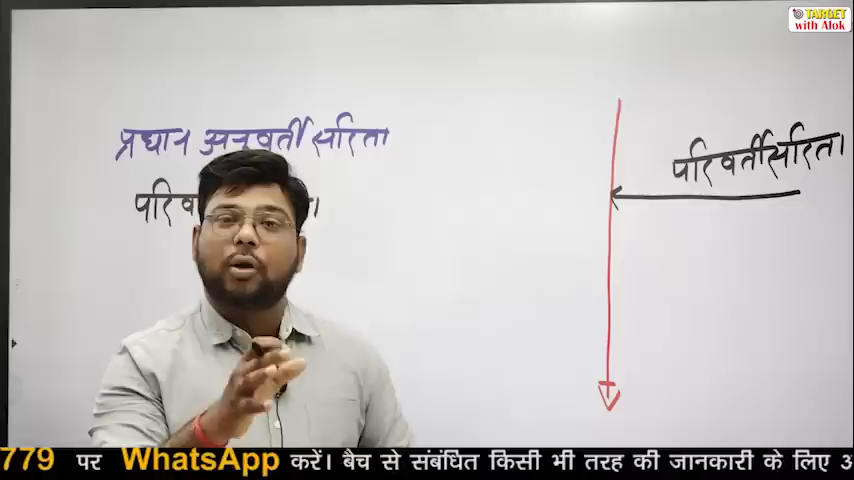 TARGET
with Alok
प्रधान अनुवर्ती सरिता
परिवर्तीसरिता।
779 पर WhatsApp करें। बैच से संबंधित किसी भी तरह की जानकारी के लिए